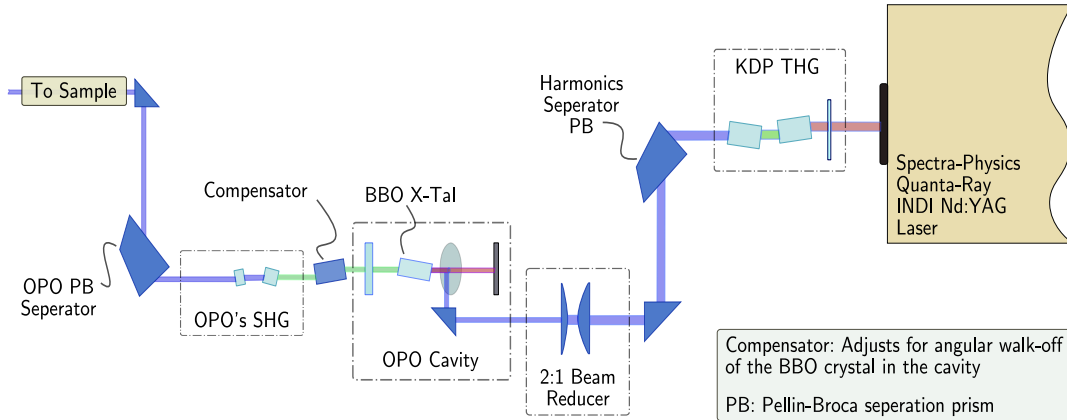 To Sample
Harmonics
Seperator
PB
KDP THG
Spectra-Physics
Quanta-Ray
INDI Nd:YAG
Laser
Compensator
BBO X-Tal
OPO PB
Seperator
OPO's SHG
OPO Cavity
2:1 Beam
Reducer
Compensator: Adjusts for angular walk-off
of the BBO crystal in the cavity
PB: Pellin-Broca seperation prism